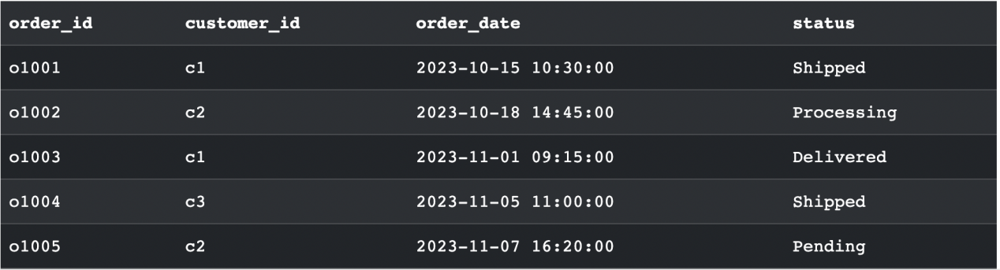 order_id customer_id order_date status
o1001 c1 2023-10-15 10:30:00 Shipped
o1002 c2 2023-10-18 14:45:00 Processing
o1003 c1 2023-11-01 09:15:00 Delivered
o1004 c3 2023-11-05 11:00:00 Shipped
o1005 c2 2023-11-07 16:20:00 Pending